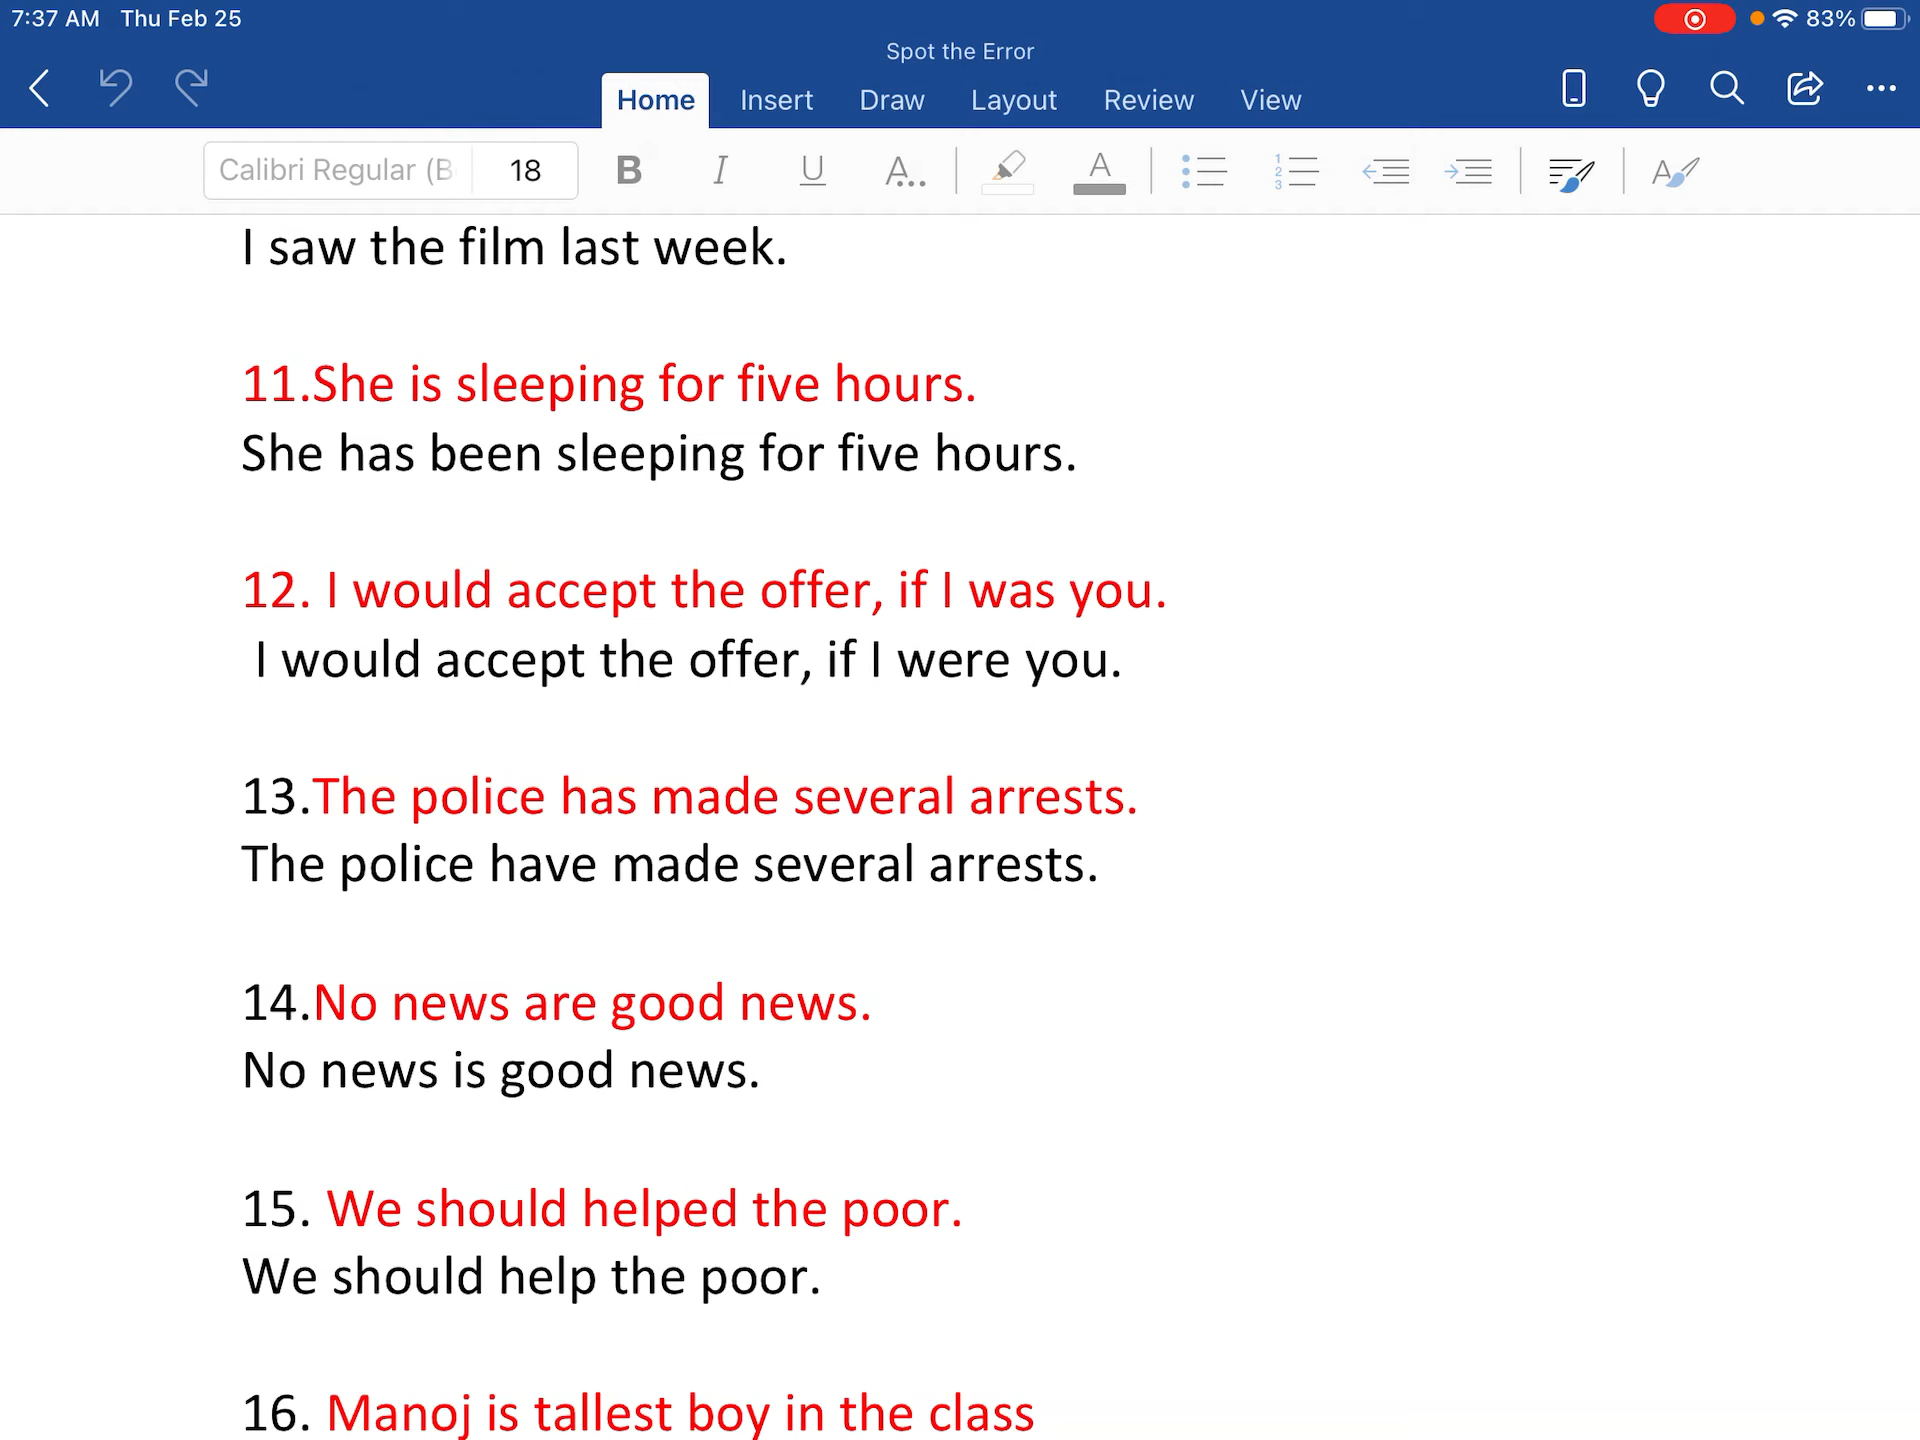 7:37 AM Thu Feb 25 83%
Spot the Error
Home Insert Draw Layout Review View
Calibri Regular (B 18 B I U A... A
I saw the film last week.
11.She is sleeping for five hours.
She has been sleeping for five hours.
12. I would accept the offer, if I was you.
I would accept the offer, if I were you.
13.The police has made several arrests.
The police have made several arrests.
14.No news are good news.
No news is good news.
15. We should helped the poor.
We should help the poor.
16. Manoj is tallest boy in the class